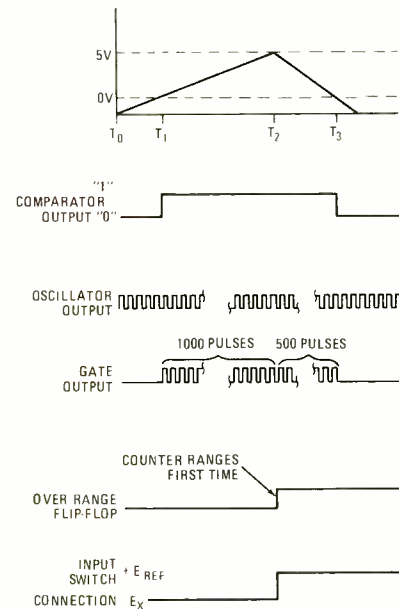 5V
0V
T0 T1 T2 T3
"1"
COMPARATOR
OUTPUT "0"
OSCILLATOR
OUTPUT
1000 PULSES 500 PULSES
GATE
OUTPUT
COUNTER RANGES
FIRST TIME
OVER RANGE
FLIP-FLOP
INPUT
SWITCH + EREF
CONNECTION EX